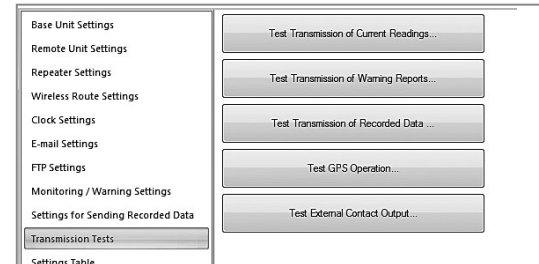 Base Unit Settings
Remote Unit Settings
Repeater Settings
Wireless Route Settings
Clock Settings
E-mail Settings
FTP Settings
Monitoring / Warning Settings
Settings for Sending Recorded Data
Transmission Tests
Settings Table
Test Transmission of Current Readings...
Test Transmission of Warning Reports...
Test Transmission of Recorded Data ...
Test GPS Operation...
Test External Contact Output...